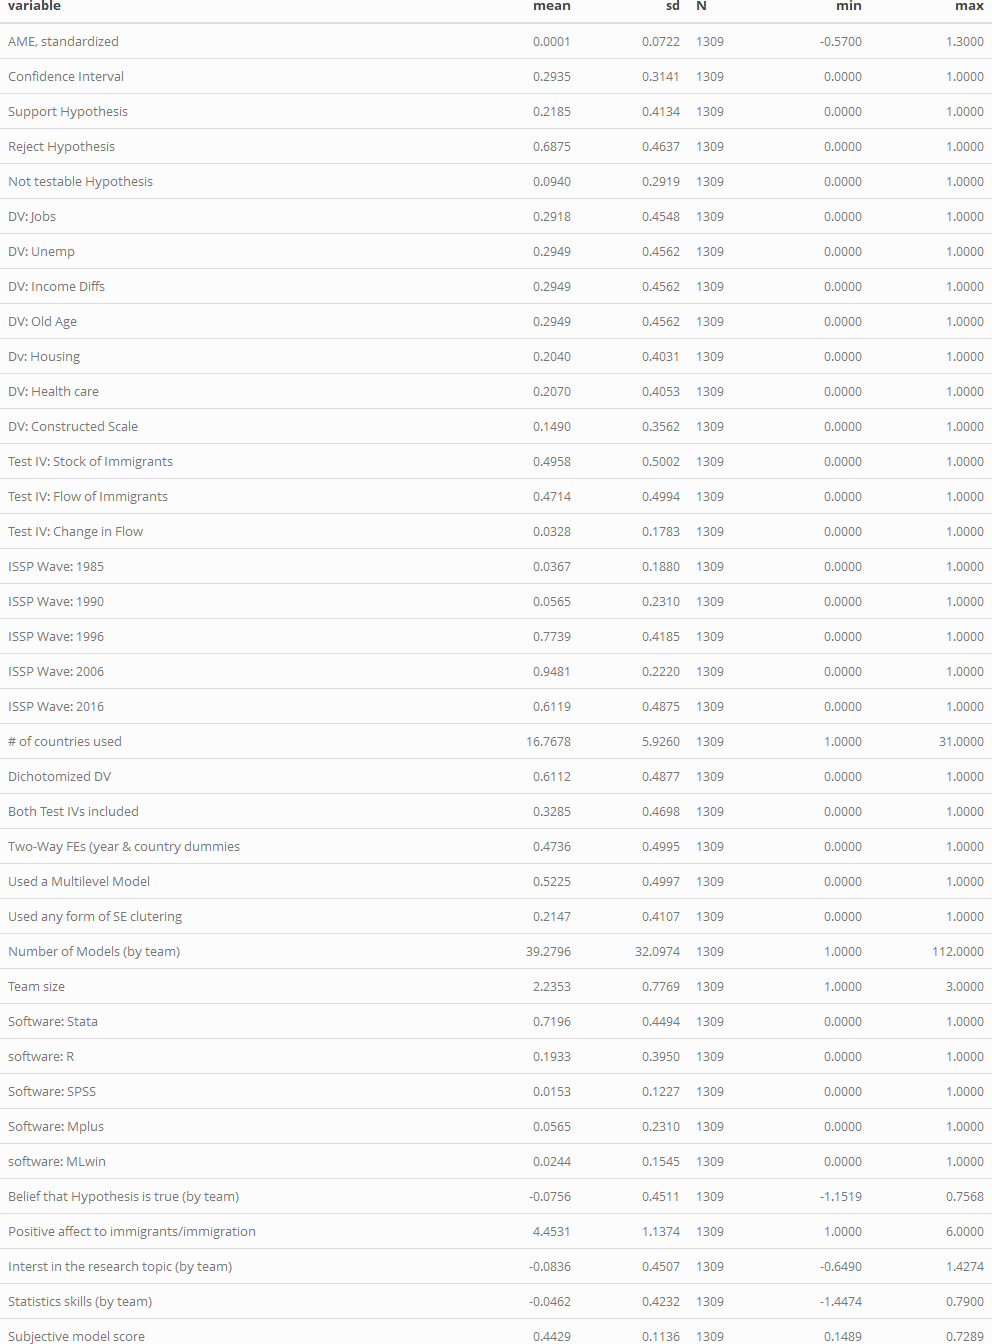 variable mean sd N min max
AME, standardized 0.0001 0.0722 1309 -0.5700 1.3000
Confidence Interval 0.2935 0.3141 1309 0.0000 1.0000
Support Hypothesis 0.2185 0.4134 1309 0.0000 1.0000
Reject Hypothesis 0.6875 0.4637 1309 0.0000 1.0000
Not testable Hypothesis 0.0940 0.2919 1309 0.0000 1.0000
DV: Jobs 0.2918 0.4548 1309 0.0000 1.0000
DV: Unemp 0.2949 0.4562 1309 0.0000 1.0000
DV: Income Diffs 0.2949 0.4562 1309 0.0000 1.0000
DV: Old Age 0.2949 0.4562 1309 0.0000 1.0000
Dv: Housing 0.2040 0.4031 1309 0.0000 1.0000
DV: Health care 0.2070 0.4053 1309 0.0000 1.0000
DV: Constructed Scale 0.1490 0.3562 1309 0.0000 1.0000
Test IV: Stock of Immigrants 0.4958 0.5002 1309 0.0000 1.0000
Test IV: Flow of Immigrants 0.4714 0.4994 1309 0.0000 1.0000
Test IV: Change in Flow 0.0328 0.1783 1309 0.0000 1.0000
ISSP Wave: 1985 0.0367 0.1880 1309 0.0000 1.0000
ISSP Wave: 1990 0.0565 0.2310 1309 0.0000 1.0000
ISSP Wave: 1996 0.7739 0.4185 1309 0.0000 1.0000
ISSP Wave: 2006 0.9481 0.2220 1309 0.0000 1.0000
ISSP Wave: 2016 0.6119 0.4875 1309 0.0000 1.0000
# of countries used 16.7678 5.9260 1309 1.0000 31.0000
Dichotomized DV 0.6112 0.4877 1309 0.0000 1.0000
Both Test IVs included 0.3285 0.4698 1309 0.0000 1.0000
Two-Way FEs (year & country dummies 0.4736 0.4995 1309 0.0000 1.0000
Used a Multilevel Model 0.5225 0.4997 1309 0.0000 1.0000
Used any form of SE clutering 0.2147 0.4107 1309 0.0000 1.0000
Number of Models (by team) 39.2796 32.0974 1309 1.0000 112.0000
Team size 2.2353 0.7769 1309 1.0000 3.0000
Software: Stata 0.7196 0.4494 1309 0.0000 1.0000
software: R 0.1933 0.3950 1309 0.0000 1.0000
Software: SPSS 0.0153 0.1227 1309 0.0000 1.0000
Software: Mplus 0.0565 0.2310 1309 0.0000 1.0000
software: MLwin 0.0244 0.1545 1309 0.0000 1.0000
Belief that Hypothesis is true (by team) -0.0756 0.4511 1309 -1.1519 0.7568
Positive affect to immigrants/immigration 4.4531 1.1374 1309 1.0000 6.0000
Interst in the research topic (by team) -0.0836 0.4507 1309 -0.6490 1.4274
Statistics skills (by team) -0.0462 0.4232 1309 -1.4474 0.7900
Subjective model score 0.4429 0.1136 1309 0.1489 0.7289